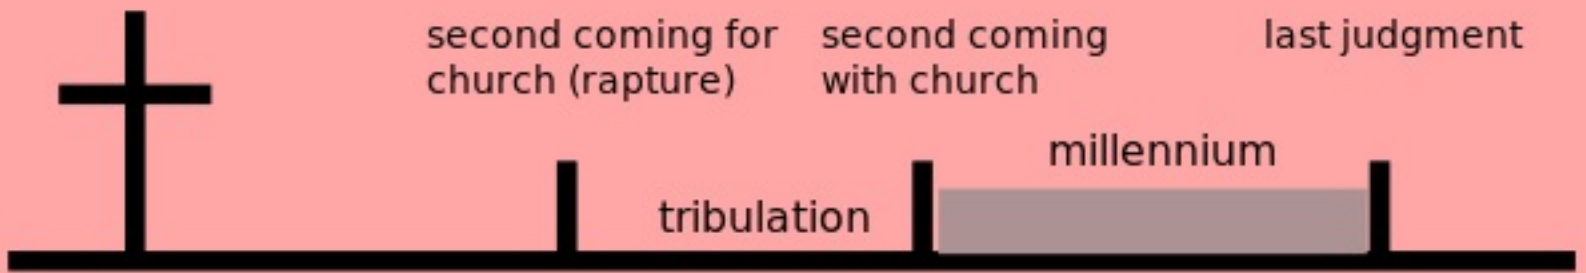 second coming for
church (rapture)
second coming
with church
last judgment
millennium
tribulation